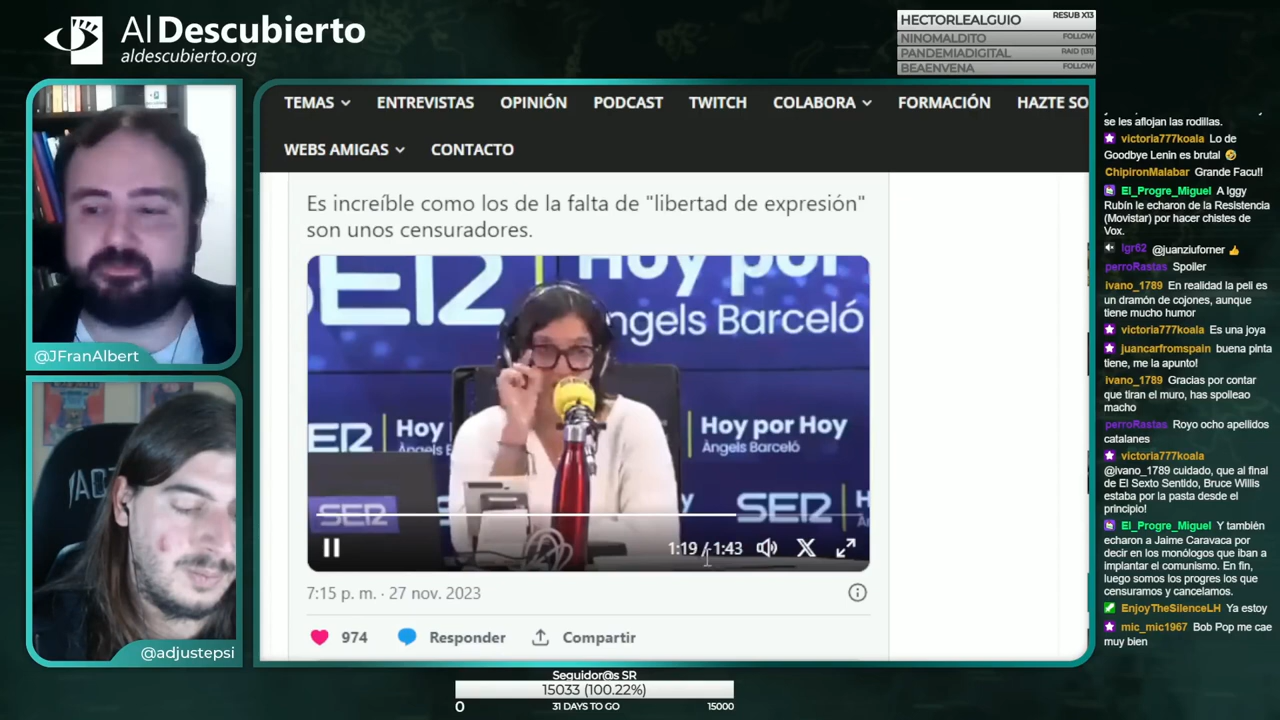 Al Descubierto
aldescubierto.org
HECTORLEALGUIO RESUB X13
NINOMALDITO FOLLOW
PANDEMIADIGITAL RAID (131)
BEAENVENA FOLLOW
TEMAS ENTREVISTAS OPINIÓN PODCAST TWITCH COLABORA FORMACIÓN HAZTE SO
WEBS AMIGAS CONTACTO
Es increíble como los de la falta de "libertad de expresión"
son unos censuradores.
Hoy por
Àngels Barceló
Hoy
Àngels B
Hoy por Hoy
Àngels Barceló
SER
SER
1:19 / 1:43
7:15 p. m. · 27 nov. 2023
974 Responder Compartir
@JFranAlbert
@adjustepsi
se les aflojan las rodillas.
victoria777koala Lo de
Goodbye Lenin es brutal
ChipironMalabar Grande Facu!!
El_Progre_Miguel A Iggy
Rubín le echaron de la Resistencia
(Movistar) por hacer chistes de
Vox.
lgr62 @juanziuforner
perroRastas Spoiler
ivano_1789 En realidad la peli es
un dramón de cojones, aunque
tiene mucho humor
victoria777koala Es una joya
juancarfromspain buena pinta
tiene, me la apunto!
ivano_1789 Gracias por contar
que tiran el muro, has spolleao
macho
perroRastas Royo ocho apellidos
catalanes
victoria777koala
@ivano_1789 cuidado, que al final
de El Sexto Sentido, Bruce Willis
estaba por la pasta desde el
principio!
El_Progre_Miguel Y también
echaron a Jaime Caravaca por
decir en los monólogos que iban a
implantar el comunismo. En fin,
luego somos los progres los que
censuramos y cancelamos.
EnjoyTheSilenceLH Ya estoy
mic_mic1967 Bob Pop me cae
muy bien
Seguidor@s SR
15033 (100.22%)
0 31 DAYS TO GO 15000